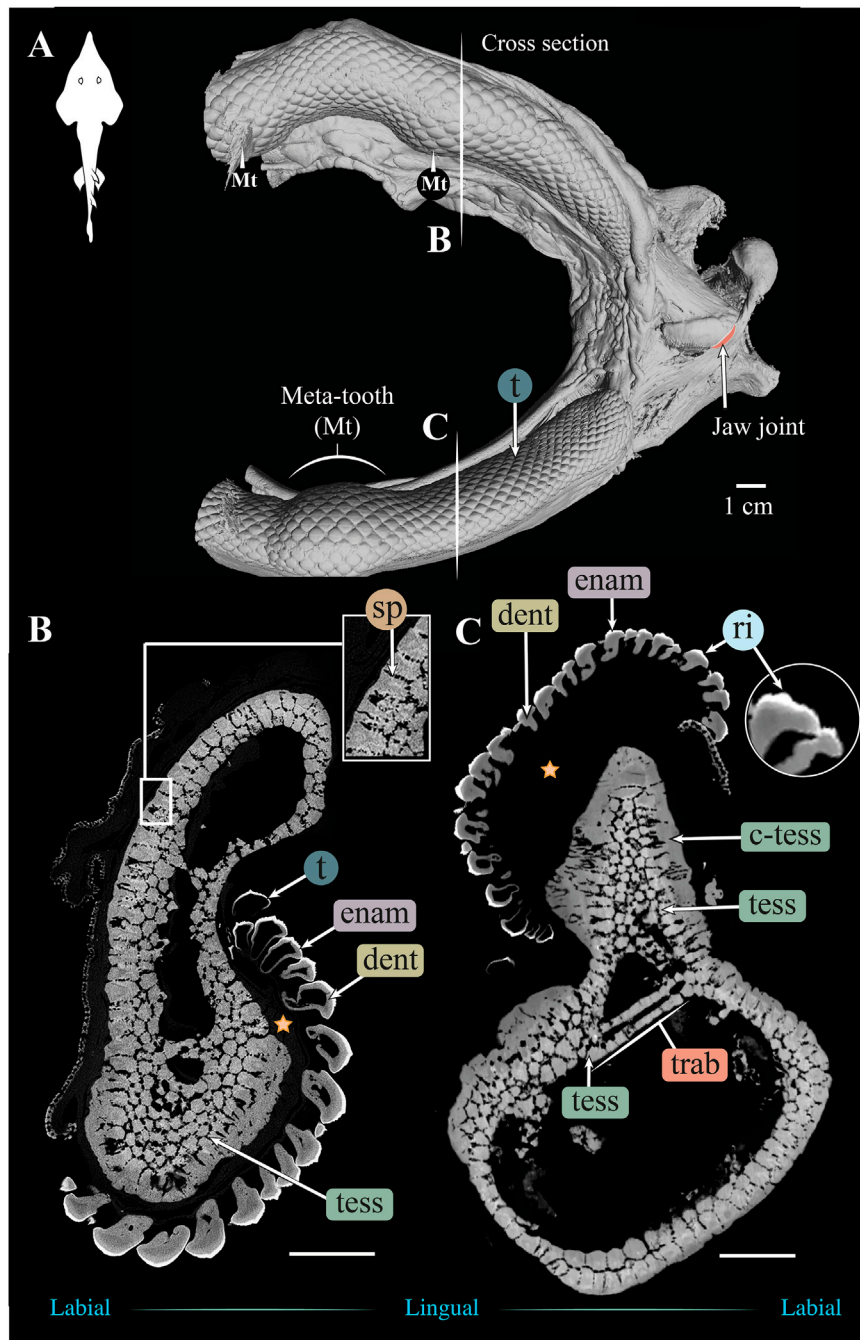 A
Cross section
Mt
Mt
B
t
Meta-tooth
(Mt)
C
Jaw joint
1 cm
B
sp
C
dent
enam
ri
t
enam
dent
c-tess
tess
trab
tess
tess
Labial
Lingual
Labial